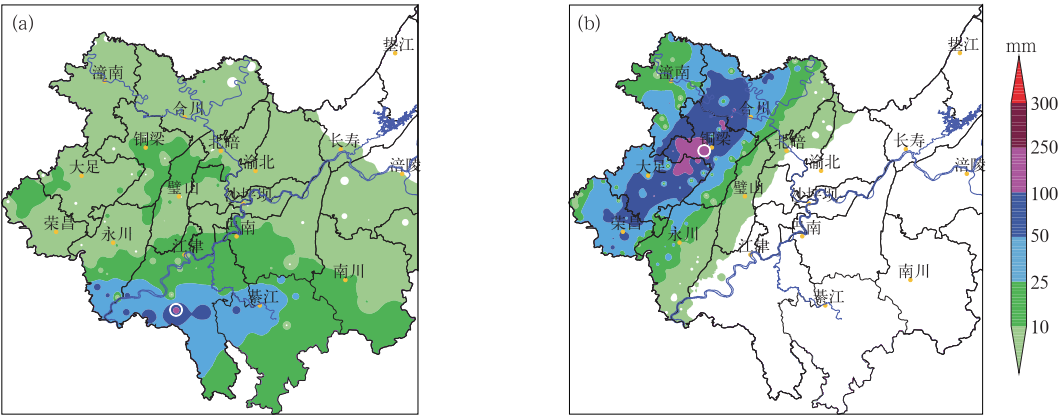 (a)
垫江
潼南
合川
铜梁
北碚
长寿
大足
渝北
涪陵
璧山
沙坪坝
荣昌
永川
江津
南川
綦江
(b)
垫江
潼南
合川
铜梁
北碚
长寿
大足
渝北
涪陵
璧山
沙坪坝
荣昌
永川
江津
南川
綦江
mm
300
250
100
50
25
10